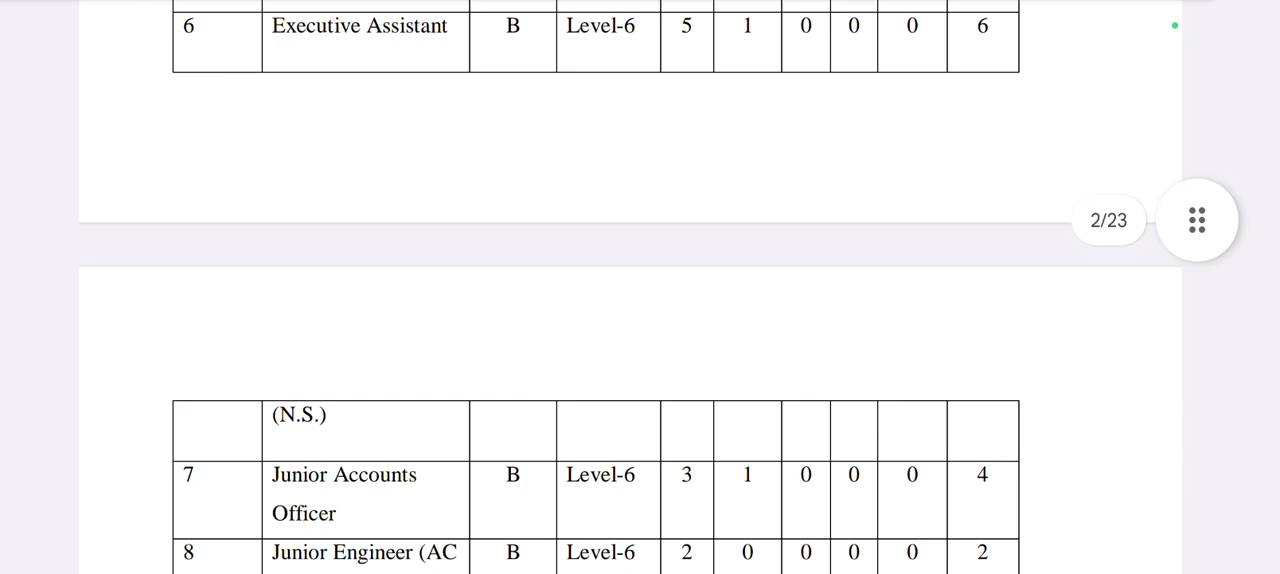 6 Executive Assistant B Level-6 5 1 0 0 0 6
2/23
(N.S.)
7 Junior Accounts B Level-6 3 1 0 0 0 4
Officer
8 Junior Engineer (AC B Level-6 2 0 0 0 0 2